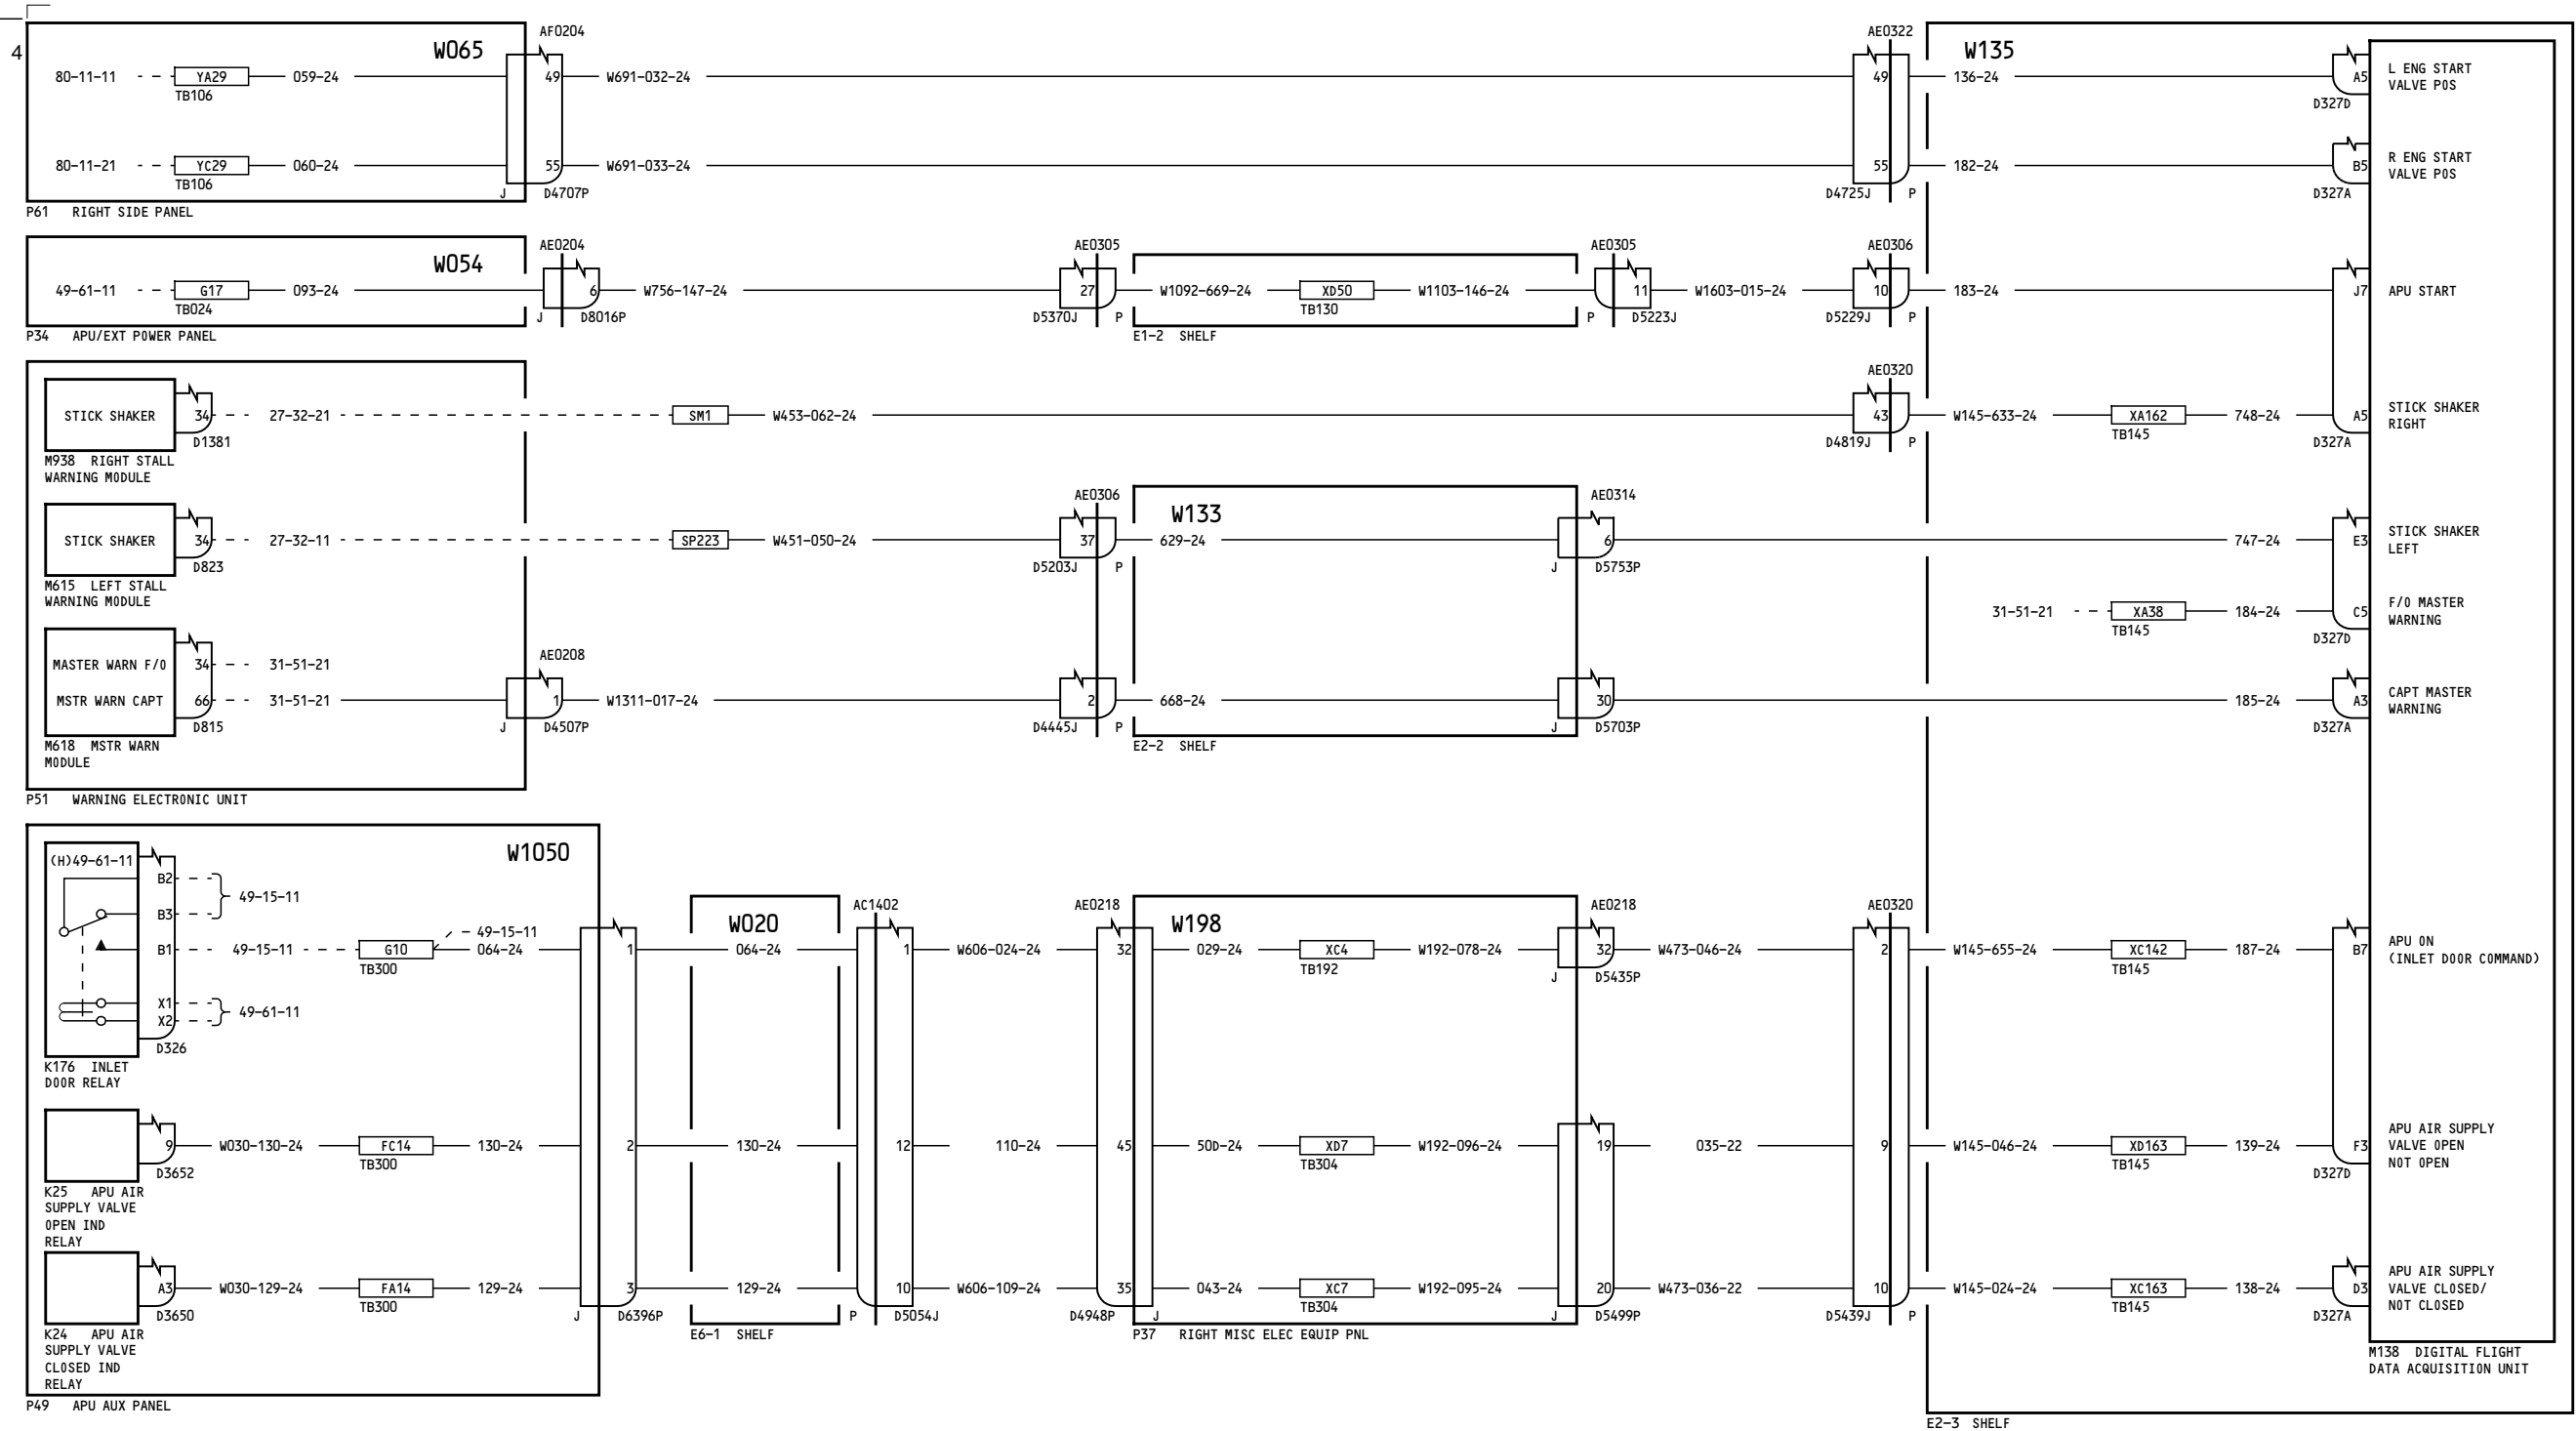 4
W065
AF0204
AE0322
W135
80-11-11
YA29
TB106
059-24
49
W691-032-24
49
136-24
A5
D327D
L ENG START
VALVE POS
80-11-21
YC29
TB106
060-24
55
W691-033-24
55
182-24
B5
D327A
R ENG START
VALVE POS
J
D4707P
D4725J
P
P61 RIGHT SIDE PANEL
W054
AE0204
AE0305
AE0305
AE0306
49-61-11
G17
TB024
093-24
6
W756-147-24
27
W1092-669-24
XD50
TB130
W1103-146-24
11
W1603-015-24
10
183-24
J7
APU START
J
D8016P
D5370J
P
P
D5223J
D5229J
P
P34 APU/EXT POWER PANEL
E1-2 SHELF
AE0320
STICK SHAKER
34
D1381
27-32-21
SM1
W453-062-24
43
D4819J
P
W145-633-24
XA162
TB145
748-24
A5
D327A
STICK SHAKER
RIGHT
M938 RIGHT STALL
WARNING MODULE
AE0306
W133
AE0314
STICK SHAKER
34
D823
27-32-11
SP223
W451-050-24
37
D5203J
P
629-24
6
J
D5753P
747-24
E3
STICK SHAKER
LEFT
M615 LEFT STALL
WARNING MODULE
31-51-21
XA38
TB145
184-24
C5
D327D
F/O MASTER
WARNING
MASTER WARN F/O
34
31-51-21
AE0208
MSTR WARN CAPT
66
D815
31-51-21
1
J
D4507P
W1311-017-24
2
D4445J
P
668-24
30
J
D5703P
185-24
A3
D327A
CAPT MASTER
WARNING
M618 MSTR WARN
MODULE
E2-2 SHELF
P51 WARNING ELECTRONIC UNIT
W1050
(H)49-61-11
B2
49-15-11
B3
W020
AC1402
AE0218
W198
AE0218
AE0320
49-15-11
B1
49-15-11
G10
TB300
064-24
1
064-24
1
W606-024-24
32
029-24
XC4
TB192
W192-078-24
32
J
D5435P
W473-046-24
2
W145-655-24
XC142
TB145
187-24
B7
APU ON
(INLET DOOR COMMAND)
X1
49-61-11
X2
D326
K176 INLET
DOOR RELAY
9
D3652
W030-130-24
FC14
TB300
130-24
2
130-24
12
110-24
45
50D-24
XD7
TB304
W192-096-24
19
035-22
9
W145-046-24
XD163
TB145
139-24
F3
D327D
APU AIR SUPPLY
VALVE OPEN
NOT OPEN
K25 APU AIR
SUPPLY VALVE
OPEN IND
RELAY
A3
D3650
W030-129-24
FA14
TB300
129-24
3
129-24
10
W606-109-24
35
043-24
XC7
TB304
W192-095-24
20
W473-036-22
10
W145-024-24
XC163
TB145
138-24
D3
D327A
APU AIR SUPPLY
VALVE CLOSED/
NOT CLOSED
J
D6396P
P
D5054J
D4948P
J
J
D5499P
D5439J
P
K24 APU AIR
SUPPLY VALVE
CLOSED IND
RELAY
E6-1 SHELF
P37 RIGHT MISC ELEC EQUIP PNL
M138 DIGITAL FLIGHT
DATA ACQUISITION UNIT
P49 APU AUX PANEL
E2-3 SHELF